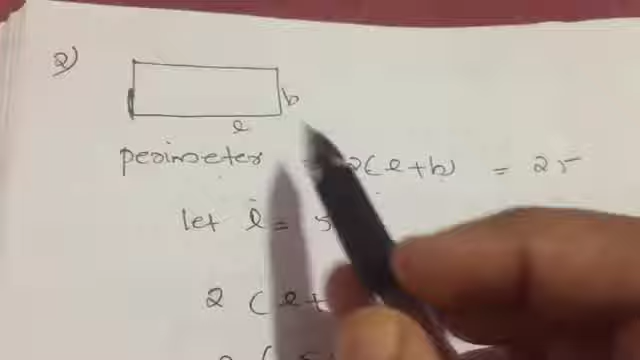 2)
b
l
perimeter = 2(l+b) = 25
let l = 5
2 (l+